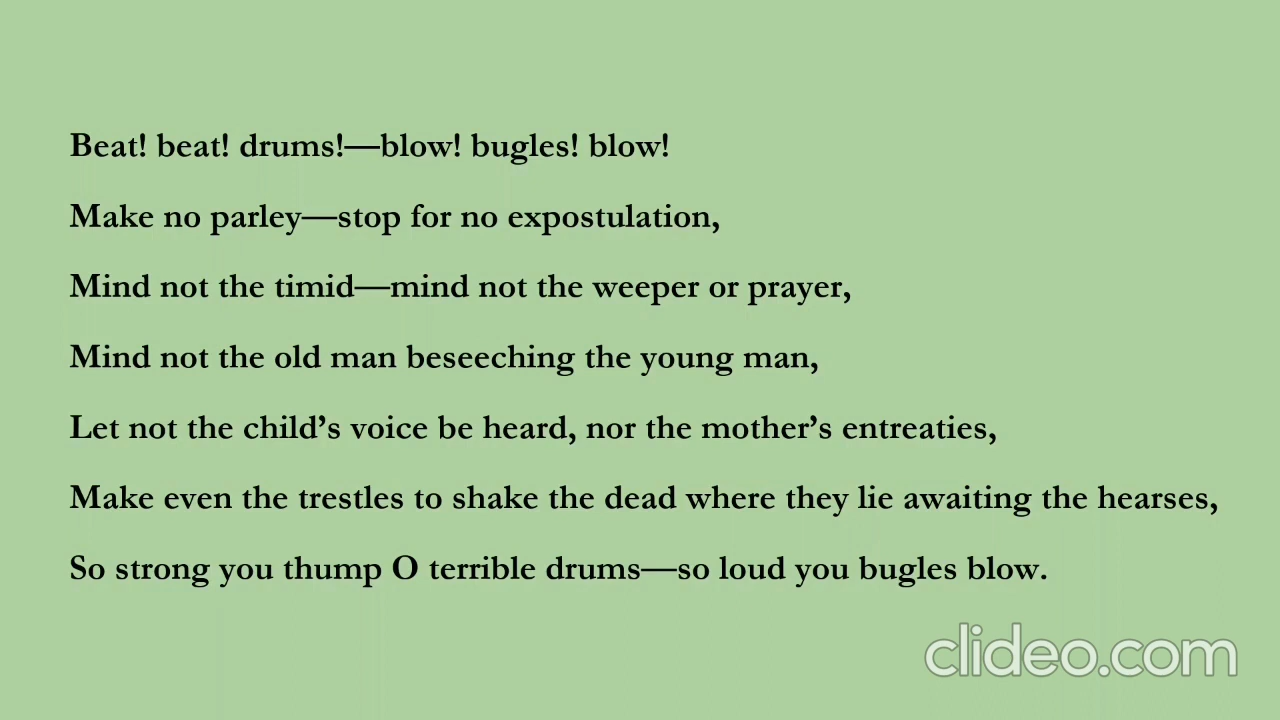 Beat! beat! drums!—blow! bugles! blow!
Make no parley—stop for no expostulation,
Mind not the timid—mind not the weeper or prayer,
Mind not the old man beseeching the young man,
Let not the child’s voice be heard, nor the mother’s entreaties,
Make even the trestles to shake the dead where they lie awaiting the hearses,
So strong you thump O terrible drums—so loud you bugles blow.
clideo.com